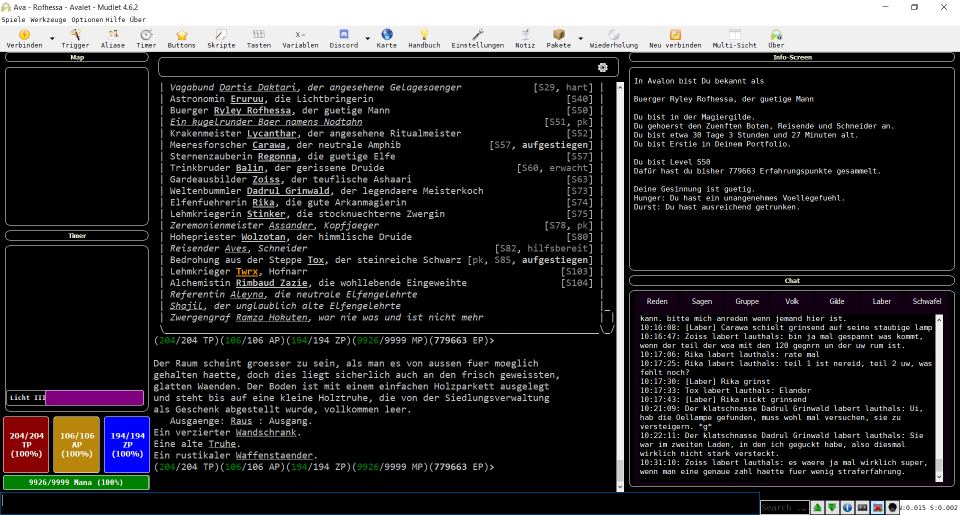 Ava - Rofhessa - Avalet - Mudlet 4.6.2
Spiele Werkzeuge Optionen Hilfe Über
Verbinden Trigger Aliase Timer Buttons Skripte Tasten Variablen Discord Karte Handbuch Einstellungen Notiz Pakete Wiederholung Neu verbinden Multi-Sicht Über
Map
Timer
Licht III
204/204
TP
(100%)
106/106
AP
(100%)
194/194
ZP
(100%)
9926/9999 Mana (100%)
| Vagabund Dartis Daktari, der angesehene Gelagesaenger [S29, hart] |
| Astronomin Eruruu, die Lichtbringerin [S40] |
| Buerger Ryley Rofhessa, der guetige Mann [S50] |
| Ein kugelrunder Baer namens Nodtahn [S51, pk] |
| Krakenmeister Lycanthar, der angesehene Ritualmeister [S52] |
| Meeresforscher Carawa, der neutrale Amphib [S57, aufgestiegen] |
| Sternenzauberin Regonna, die guetige Elfe [S57] |
| Trinkbruder Balin, der gerissene Druide [S60, erwacht] |
| Gardeausbilder Zoiss, der teuflische Ashaari [S63] |
| Weltenbummler Dadrul Grinwald, der legendaere Meisterkoch [S73] |
| Elfenfuehrerin Rika, die gute Arkanmagierin [S74] |
| Lehmkriegerin Stinker, die stocknuechterne Zwergin [S75] |
| Zeremonienmeister Assander, Kopfjaeger [S78, pk] |
| Hohepriester Wolzotan, der himmlische Druide [S80] |
| Reisender Aves, Schneider [S82, hilfsbereit] |
| Bedrohung aus der Steppe Tox, der steinreiche Schwarz [pk, S85, aufgestiegen] |
| Lehmkrieger Twrx, Hofnarr [S103] |
| Alchemistin Rimbaud Zazie, die wohllebende Eingeweihte [S104] |
| Referentin Aleyna, die neutrale Elfengelehrte |
| Shajil, der unglaublich alte Elfengelehrte |_
| Zwergengraf Ramza Hokuten, war nie was und ist nicht mehr | |
\_/_/
(204/204 TP)(106/106 AP)(194/194 ZP)(9926/9999 MP)(779663 EP)>
Der Raum scheint groesser zu sein, als man es von aussen fuer moeglich
gehalten haette, doch dies liegt sicherlich auch an den frisch geweissten,
glatten Waenden. Der Boden ist mit einem einfachen Holzparkett ausgelegt
und steht bis auf eine kleine Holztruhe, die von der Siedlungsverwaltung
als Geschenk abgestellt wurde, vollkommen leer.
Ausgaenge: Raus : Ausgang.
Ein verzierter Wandschrank.
Eine alte Truhe.
Ein rustikaler Waffenstaender.
(204/204 TP)(106/106 AP)(194/194 ZP)(9926/9999 MP)(779663 EP)>
Info-Screen
In Avalon bist Du bekannt als
Buerger Ryley Rofhessa, der guetige Mann
Du bist in der Magiergilde.
Du gehoerst den Zuenften Boten, Reisende und Schneider an.
Du bist etwa 30 Tage 3 Stunden und 27 Minuten alt.
Du bist Erstie in Deinem Portfolio.
Du bist Level S50
Dafür hast du bisher 779663 Erfahrungspunkte gesammelt.
Deine Gesinnung ist guetig.
Hunger: Du hast ein unangenehmes Voellegefuehl.
Durst: Du hast ausreichend getrunken.
Chat
Reden Sagen Gruppe Volk Gilde Laber Schwafel
kann. bitte mich anreden wenn jemand hier ist.
10:16:08: [Laber] Carawa schielt grinsend auf seine staubige lamp
10:16:47: Zoiss labert lauthals: bin ja mal gespannt was kommt,
wenn der teil der woa mit den 120 gegnrn un der uw rum ist.
10:17:06: Rika labert lauthals: rate mal
10:17:25: Rika labert lauthals: teil 1 ist nereid, teil 2 uw, was
fehlt noch?
10:17:30: [Laber] Rika grinst
10:17:33: Tox labert lauthals: Elandor
10:17:43: [Laber] Rika nickt grinsend
10:21:09: Der klatschnasse Dadrul Grinwald labert lauthals: Ui,
hab die Oellampe gefunden, muss wohl mal versuchen, sie zu
versteigern. *g*
10:22:11: Der klatschnasse Dadrul Grinwald labert lauthals: Sie
war im zweiten Laden, in den ich geguckt habe, also diesmal
wirklich nicht stark versteckt.
10:31:10: Zoiss labert lauthals: es waere ja mal wirklich super,
wenn man eine genaue zahl haette fuer wenig straferfahrung.
Search ...
N:0.015 S:0.002